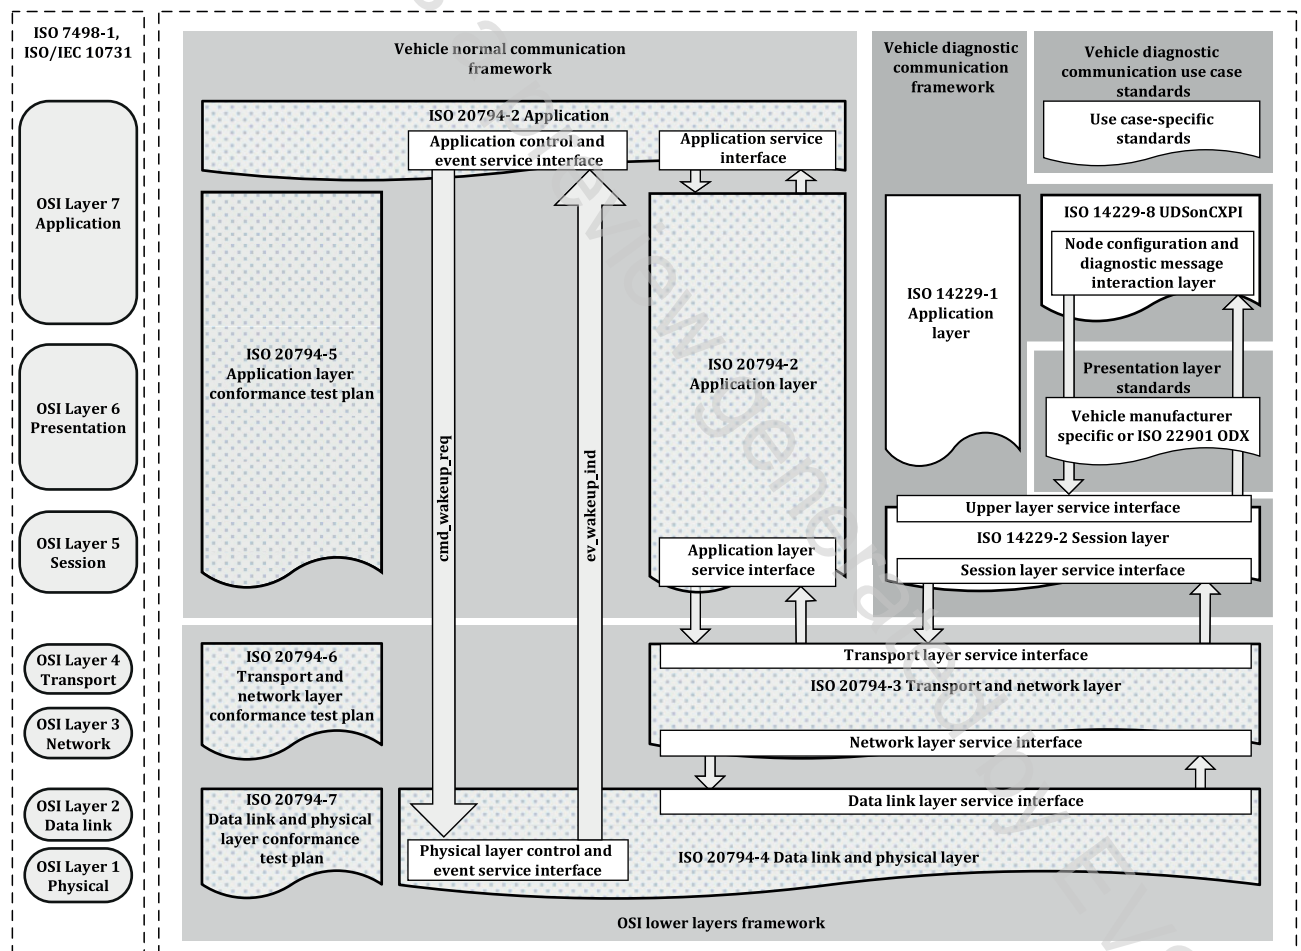 ISO 7498-1,
ISO/IEC 10731
OSI Layer 7
Application
OSI Layer 6
Presentation
OSI Layer 5
Session
OSI Layer 4
Transport
OSI Layer 3
Network
OSI Layer 2
Data link
OSI Layer 1
Physical
Vehicle normal communication
framework
ISO 20794-2 Application
Application control and
event service interface
Application service
interface
ISO 20794-5
Application layer
conformance test plan
cmd_wakeup_req
ev_wakeup_ind
ISO 20794-2
Application layer
Application layer
service interface
Vehicle diagnostic
communication
framework
Vehicle diagnostic
communication use case
standards
Use case-specific
standards
ISO 14229-1
Application
layer
ISO 14229-8 UDSonCXPI
Node configuration and
diagnostic message
interaction layer
Presentation layer
standards
Vehicle manufacturer
specific or ISO 22901 ODX
Upper layer service interface
ISO 14229-2 Session layer
Session layer service interface
ISO 20794-6
Transport and
network layer
conformance test plan
Transport layer service interface
ISO 20794-3 Transport and network layer
Network layer service interface
ISO 20794-7
Data link and physical
layer conformance
test plan
Data link layer service interface
Physical layer control and
event service interface
ISO 20794-4 Data link and physical layer
OSI lower layers framework
a preview generated by